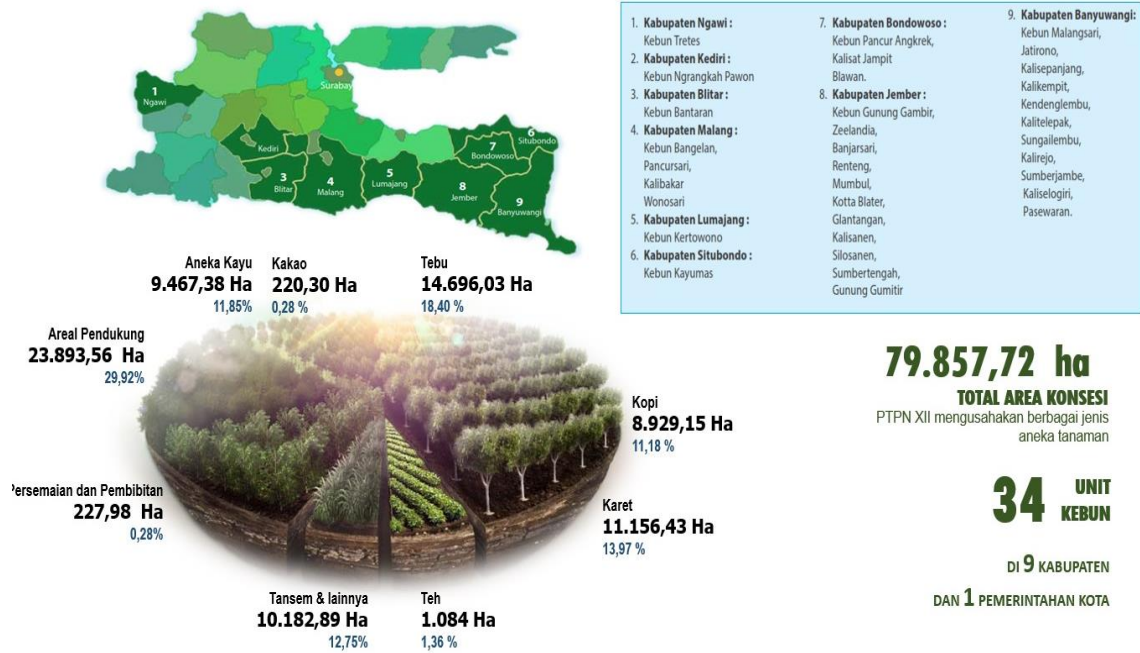 1
Ngawi
Surabay
Kediri
3
Blitar
4
Malang
5
Lumajang
6
Situbondo
7
Bondowoso
8
Jember
9
Banyuwangi
1. Kabupaten Ngawi :
Kebun Tretes
2. Kabupaten Kediri :
Kebun Ngrangkah Pawon
3. Kabupaten Blitar :
Kebun Bantaran
4. Kabupaten Malang :
Kebun Bangelan,
Pancursari,
Kalibakar
Wonosari
5. Kabupaten Lumajang :
Kebun Kertowono
6. Kabupaten Situbondo :
Kebun Kayumas
7. Kabupaten Bondowoso :
Kebun Pancur Angkrek,
Kalisat Jampit
Blawan.
8. Kabupaten Jember :
Kebun Gunung Gambir,
Zeelandia,
Banjarsari,
Renteng,
Mumbul,
Kotta Blater,
Glantangan,
Kalisanen,
Silosanen,
Sumbertengah,
Gunung Gumitir
9. Kabupaten Banyuwangi:
Kebun Malangsari,
Jatirono,
Kalisepanjang,
Kalikempit,
Kendenglembu,
Kalitelepak,
Sungailembu,
Kalirejo,
Sumberjambe,
Kaliselogiri,
Pasewaran.
Aneka Kayu
9.467,38 Ha
11,85%
Kakao
220,30 Ha
0,28 %
Tebu
14.696,03 Ha
18,40 %
Areal Pendukung
23.893,56 Ha
29,92%
Kopi
8.929,15 Ha
11,18 %
Persemaian dan Pembibitan
227,98 Ha
0,28%
Karet
11.156,43 Ha
13,97 %
Tansem & lainnya
10.182,89 Ha
12,75%
Teh
1.084 Ha
1,36 %
79.857,72 ha
TOTAL AREA KONSESI
PTPN XII mengusahakan berbagai jenis
aneka tanaman
34 UNIT
KEBUN
DI 9 KABUPATEN
DAN 1 PEMERINTAHAN KOTA